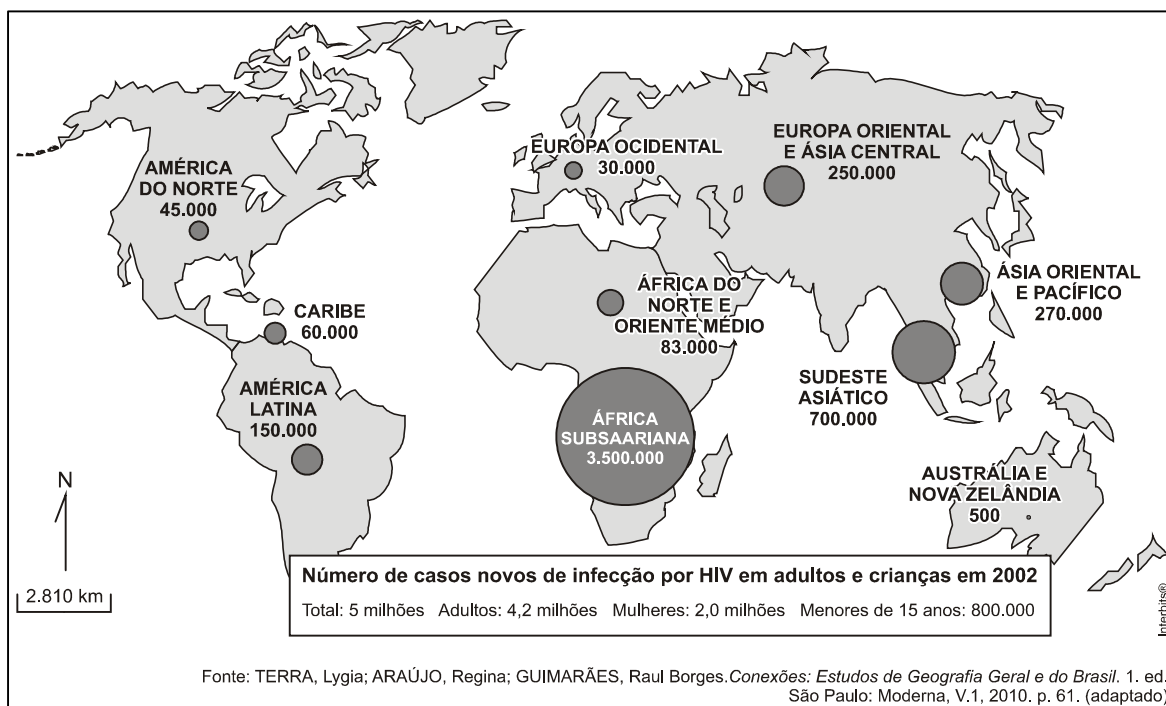 AMÉRICA
DO NORTE
45.000
EUROPA OCIDENTAL
30.000
EUROPA ORIENTAL
E ÁSIA CENTRAL
250.000
CARIBE
60.000
ÁFRICA DO
NORTE E
ORIENTE MÉDIO
83.000
ÁSIA ORIENTAL
E PACÍFICO
270.000
AMÉRICA
LATINA
150.000
ÁFRICA
SUBSAARIANA
3.500.000
SUDESTE
ASIÁTICO
700.000
AUSTRÁLIA E
NOVA ZELÂNDIA
500
N
2.810 km
Número de casos novos de infecção por HIV em adultos e crianças em 2002
Total: 5 milhões Adultos: 4,2 milhões Mulheres: 2,0 milhões Menores de 15 anos: 800.000
Interbits®
Fonte: TERRA, Lygia; ARAÚJO, Regina; GUIMARÃES, Raul Borges.Conexões: Estudos de Geografia Geral e do Brasil. 1. ed.
São Paulo: Moderna, V.1, 2010. p. 61. (adaptado)